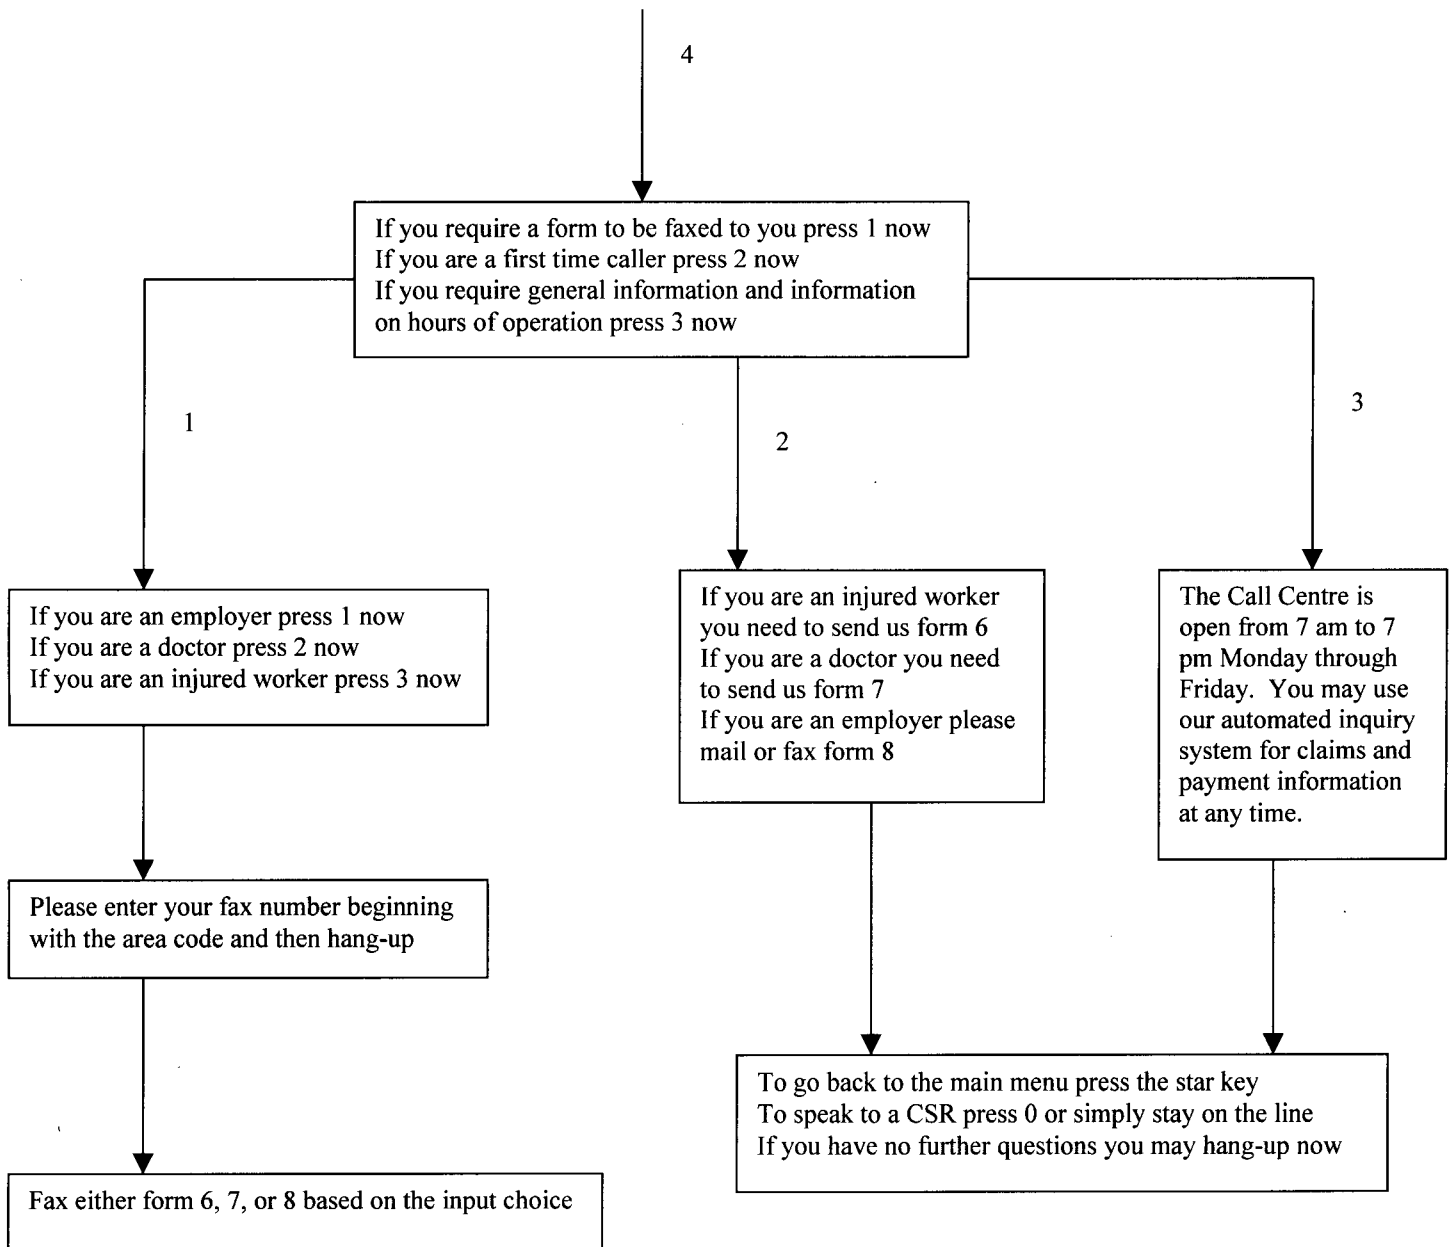 4
If you require a form to be faxed to you press 1 now
If you are a first time caller press 2 now
If you require general information and information
on hours of operation press 3 now
1
2
3
If you are an employer press 1 now
If you are a doctor press 2 now
If you are an injured worker press 3 now
If you are an injured worker
you need to send us form 6
If you are a doctor you need
to send us form 7
If you are an employer please
mail or fax form 8
The Call Centre is
open from 7 am to 7
pm Monday through
Friday.  You may use
our automated inquiry
system for claims and
payment information
at any time.
Please enter your fax number beginning
with the area code and then hang-up
To go back to the main menu press the star key
To speak to a CSR press 0 or simply stay on the line
If you have no further questions you may hang-up now
Fax either form 6, 7, or 8 based on the input choice